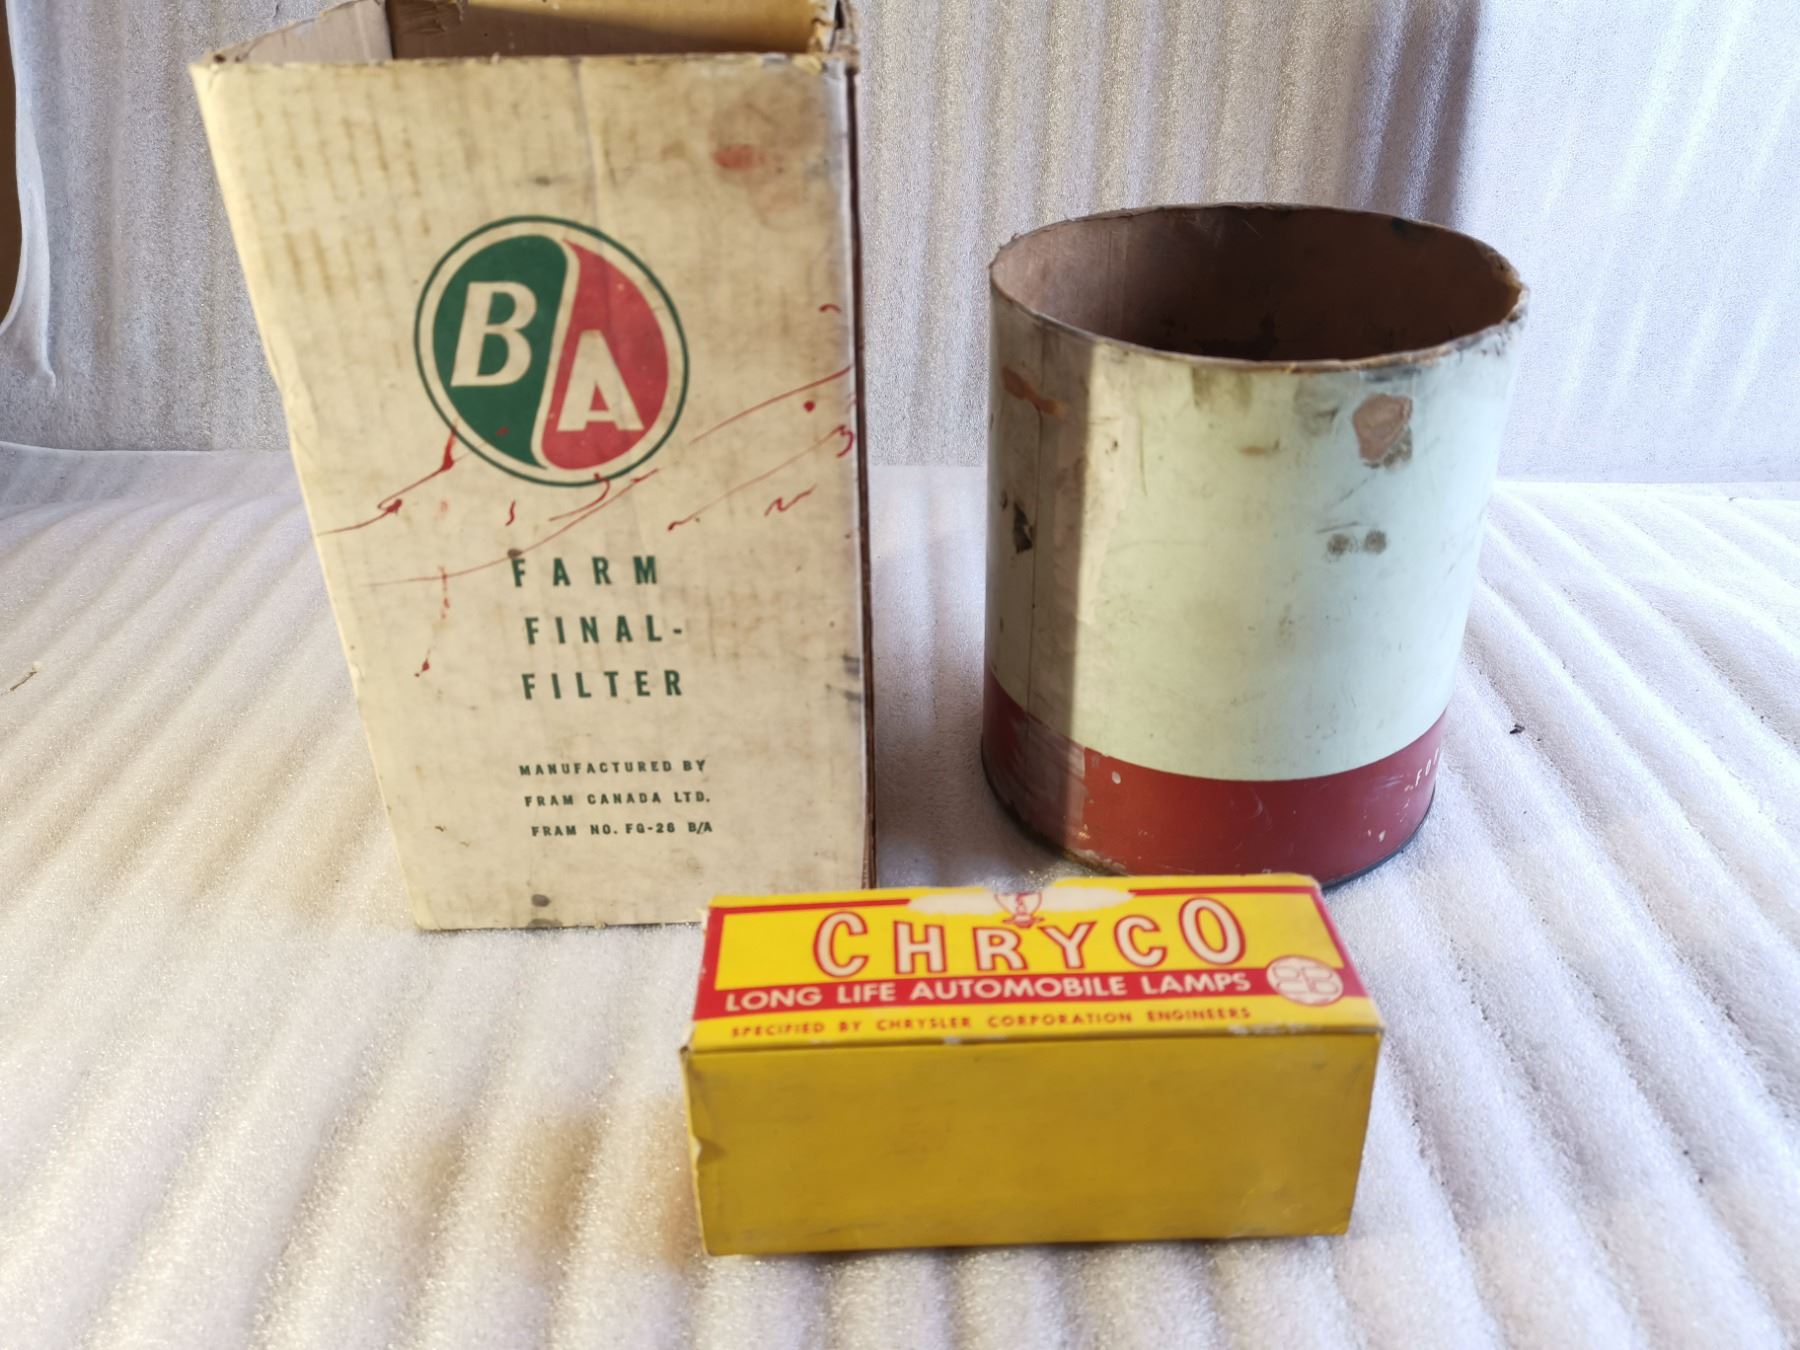 B A
FARM
FINAL-
FILTER
MANUFACTURED BY
FRAM CANADA LTD.
FRAM NO. FG-26 B/A
CHRYCO
LONG LIFE AUTOMOBILE LAMPS
SPECIFIED BY CHRYSLER CORPORATION ENGINEERS